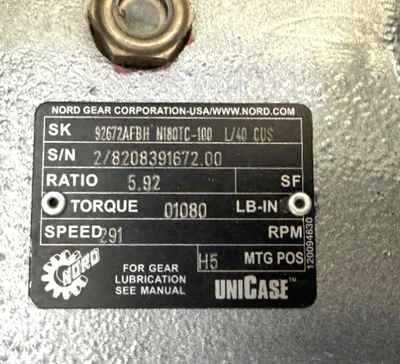 NORD GEAR CORPORATION-USA/WWW.NORD.COM
SK 92672AFBH N180TC-100 L/40 CUS
S/N 2/8208391672.00
RATIO 5.92 SF
TORQUE 01080 LB-IN
SPEED 291 RPM
NORD FOR GEAR LUBRICATION SEE MANUAL H5 MTG POS
UNICASE™
120094630